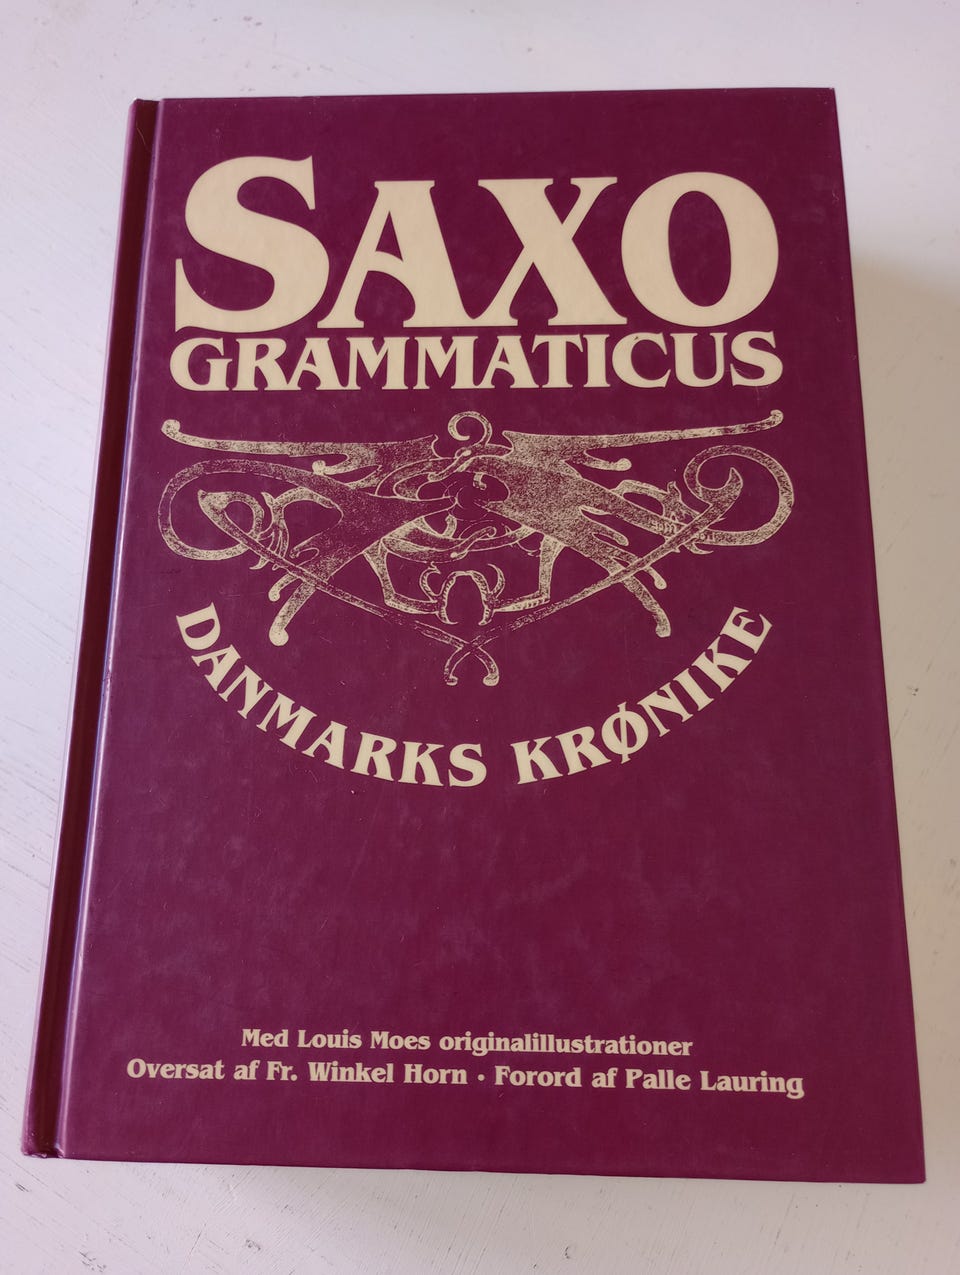 SAXO
GRAMMATICUS
DANMARKS KRØNIKE
Med Louis Moes originalillustrationer
Oversat af Fr. Winkel Horn • Forord af Palle Lauring